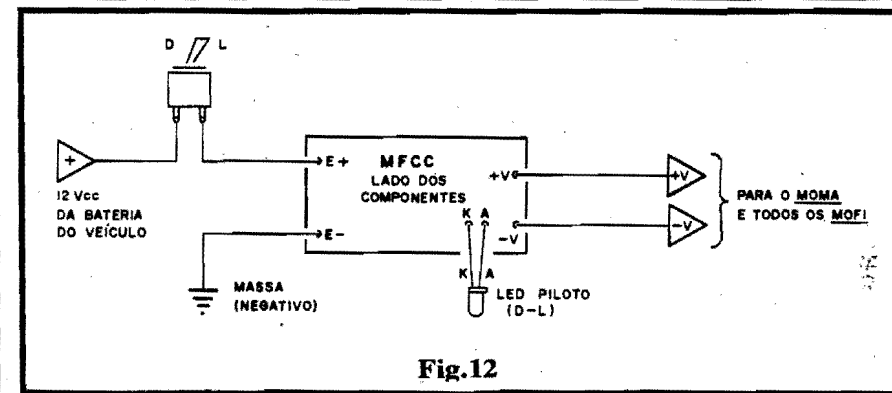 D L
+
12 Vcc
DA BATERIA
DO VEÍCULO
E+
MFCC
LADO DOS
COMPONENTES
+V
+V
E-
K A
-V
-V
PARA O MOMA
E TODOS OS MOFI
MASSA
(NEGATIVO)
K A
LED PILOTO
(D-L)
Fig.12